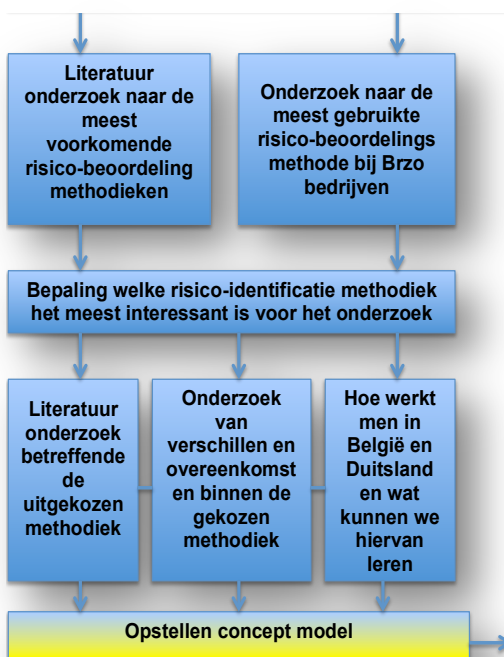 Literatuur
onderzoek naar de
meest
voorkomende
risico-beoordeling
methodieken
Onderzoek naar de
meest gebruikte
risico-beoordelings
methode bij Brzo
bedrijven
Bepaling welke risico-identificatie methodiek
het meest interessant is voor het onderzoek
Literatuur
onderzoek
betreffende
de
uitgekozen
methodiek
Onderzoek
van
verschillen en
overeenkomst
en binnen de
gekozen
methodiek
Hoe werkt
men in
België en
Duitsland
en wat
kunnen we
hiervan
leren
Opstellen concept model